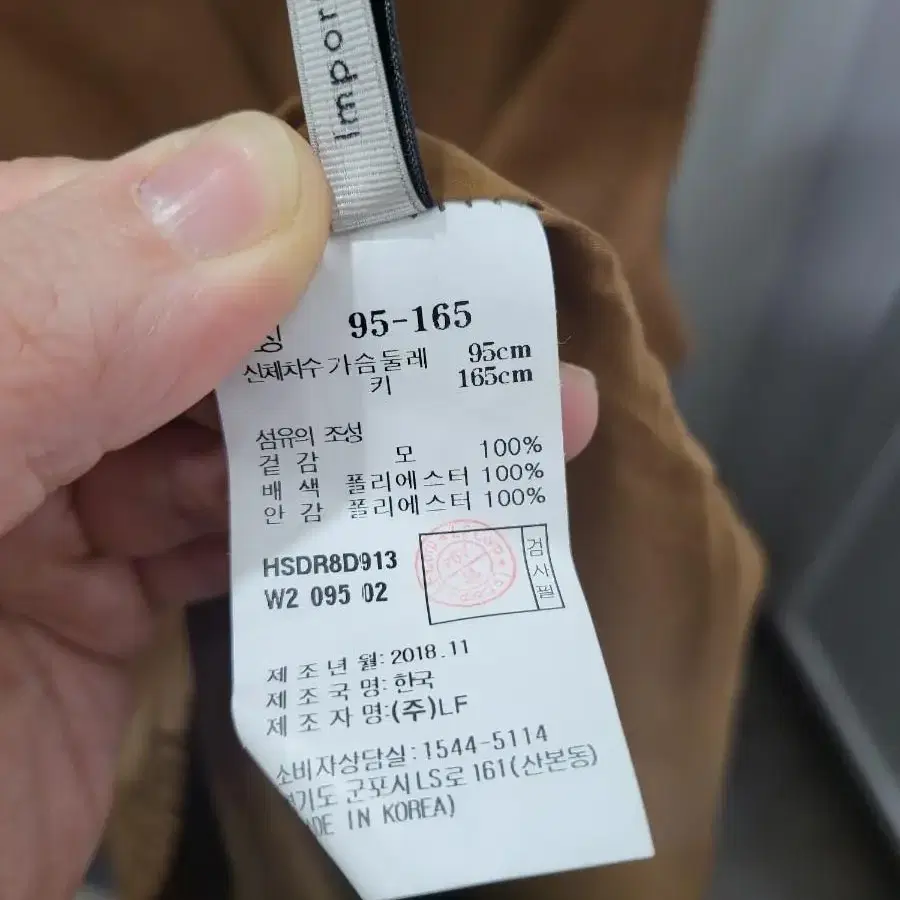 Impor
95-165
신체치수 가슴둘레 95cm
키 165cm
섬유의 조성
겉 감 모 100%
배 색 폴리에스터 100%
안 감 폴리에스터 100%
HSDR8D913
W2 095 02
검사필
제 조 년 월: 2018.11
제 조 국 명: 한국
제 조 자 명:(주)LF
소비자상담실:1544-5114
기도 군포시 LS로 161(산본동)
DE IN KOREA)